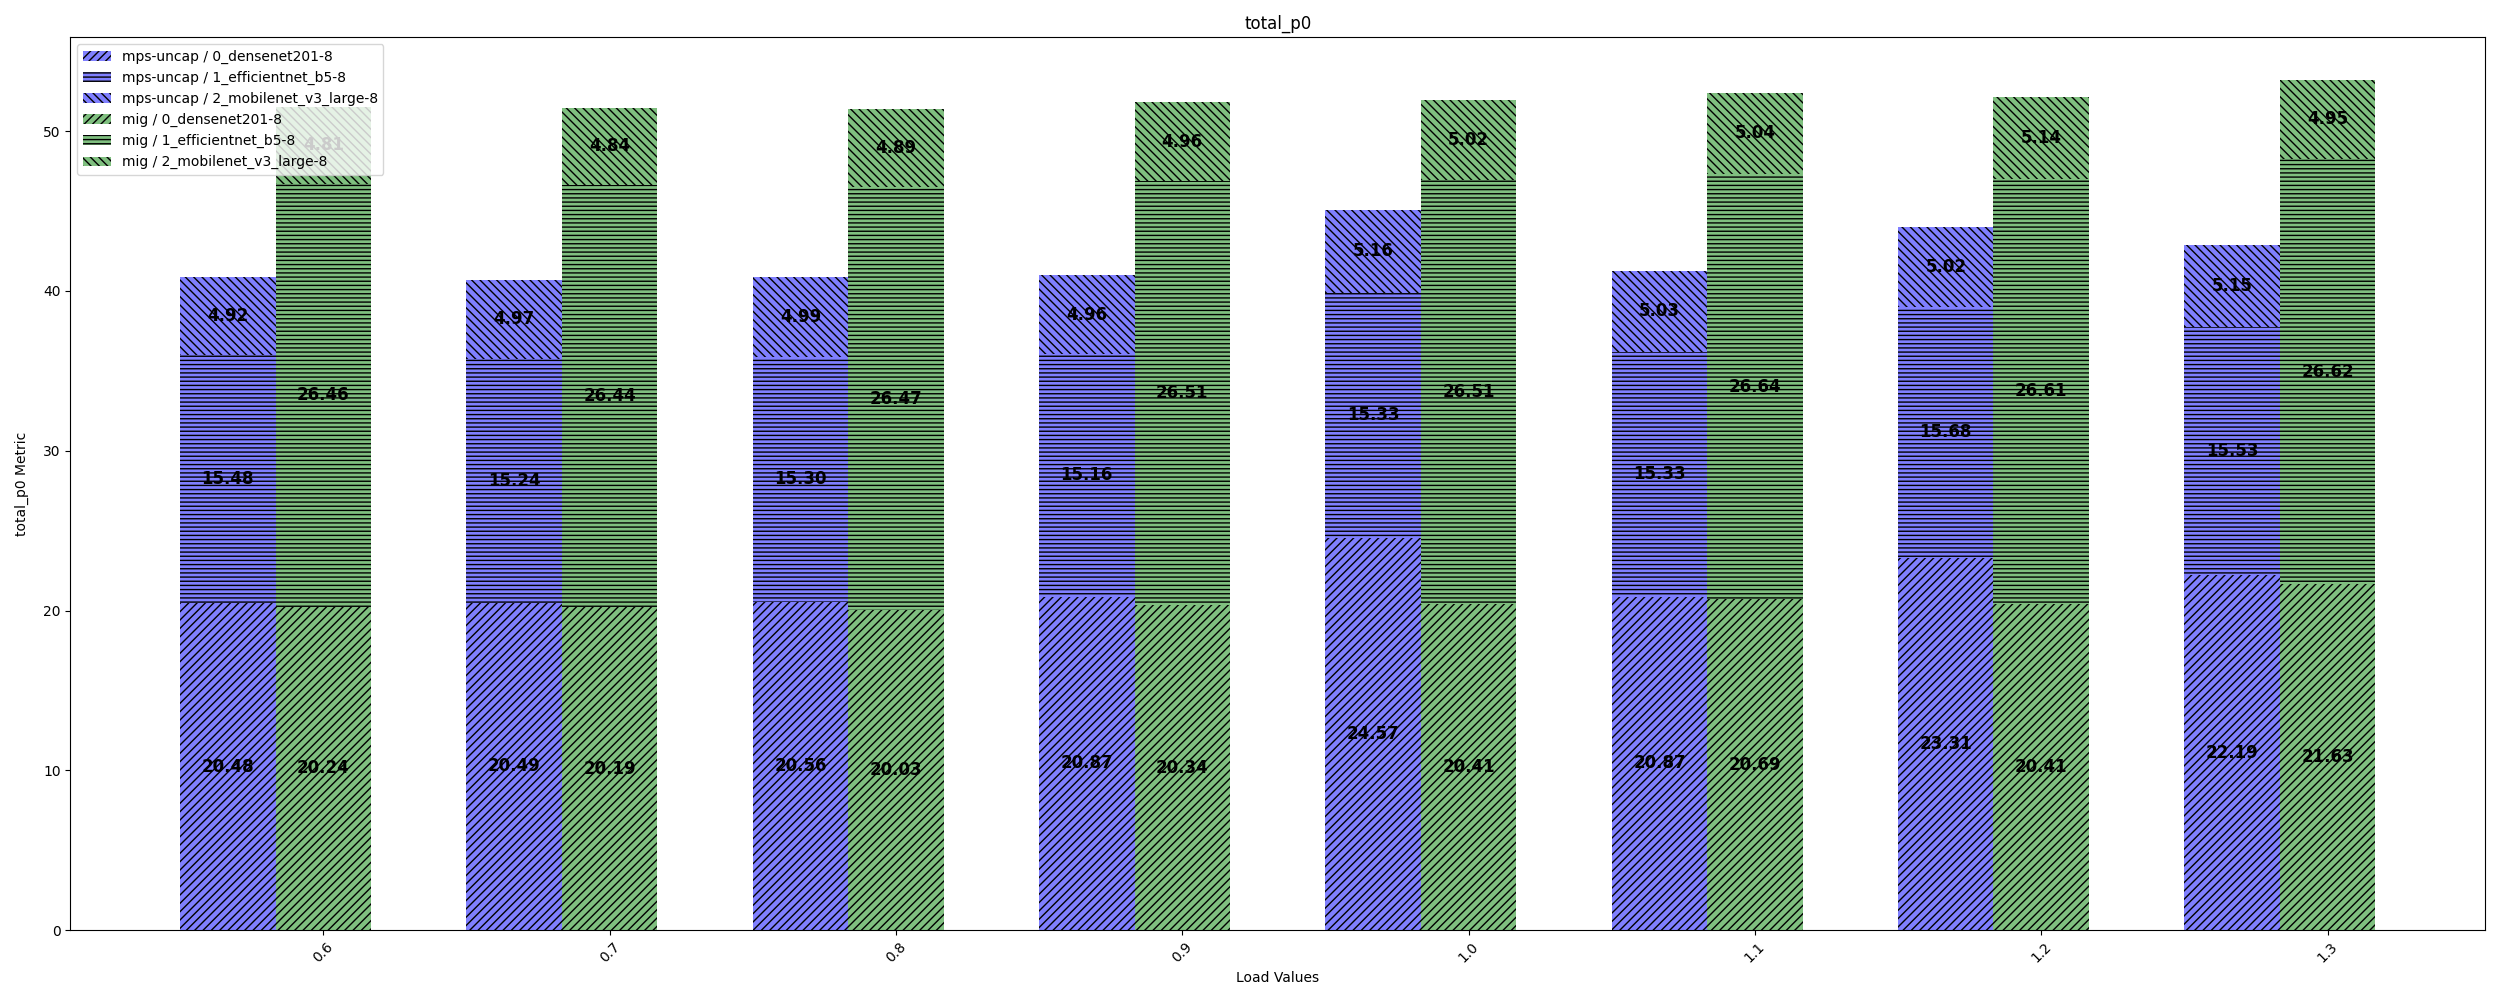 total_p0
mps-uncap / 0_densenet201-8
mps-uncap / 1_efficientnet_b5-8
mps-uncap / 2_mobilenet_v3_large-8
mig / 0_densenet201-8
mig / 1_efficientnet_b5-8
mig / 2_mobilenet_v3_large-8
total_p0 Metric
50
40
30
20
10
0
4.81 4.84 4.89 4.96 5.02 5.04 5.14 4.95
4.92 4.97 4.99 4.96 5.16 5.03 5.02 5.15
26.46 26.44 26.47 26.51 26.51 26.64 26.61 26.62
15.48 15.24 15.30 15.16 15.33 15.33 15.68 15.53
20.48 20.49 20.56 20.87 24.57 20.87 23.31 22.19
20.24 20.19 20.03 20.34 20.41 20.69 20.41 21.63
0.6 0.7 0.8 0.9 1.0 1.1 1.2 1.3
Load Values